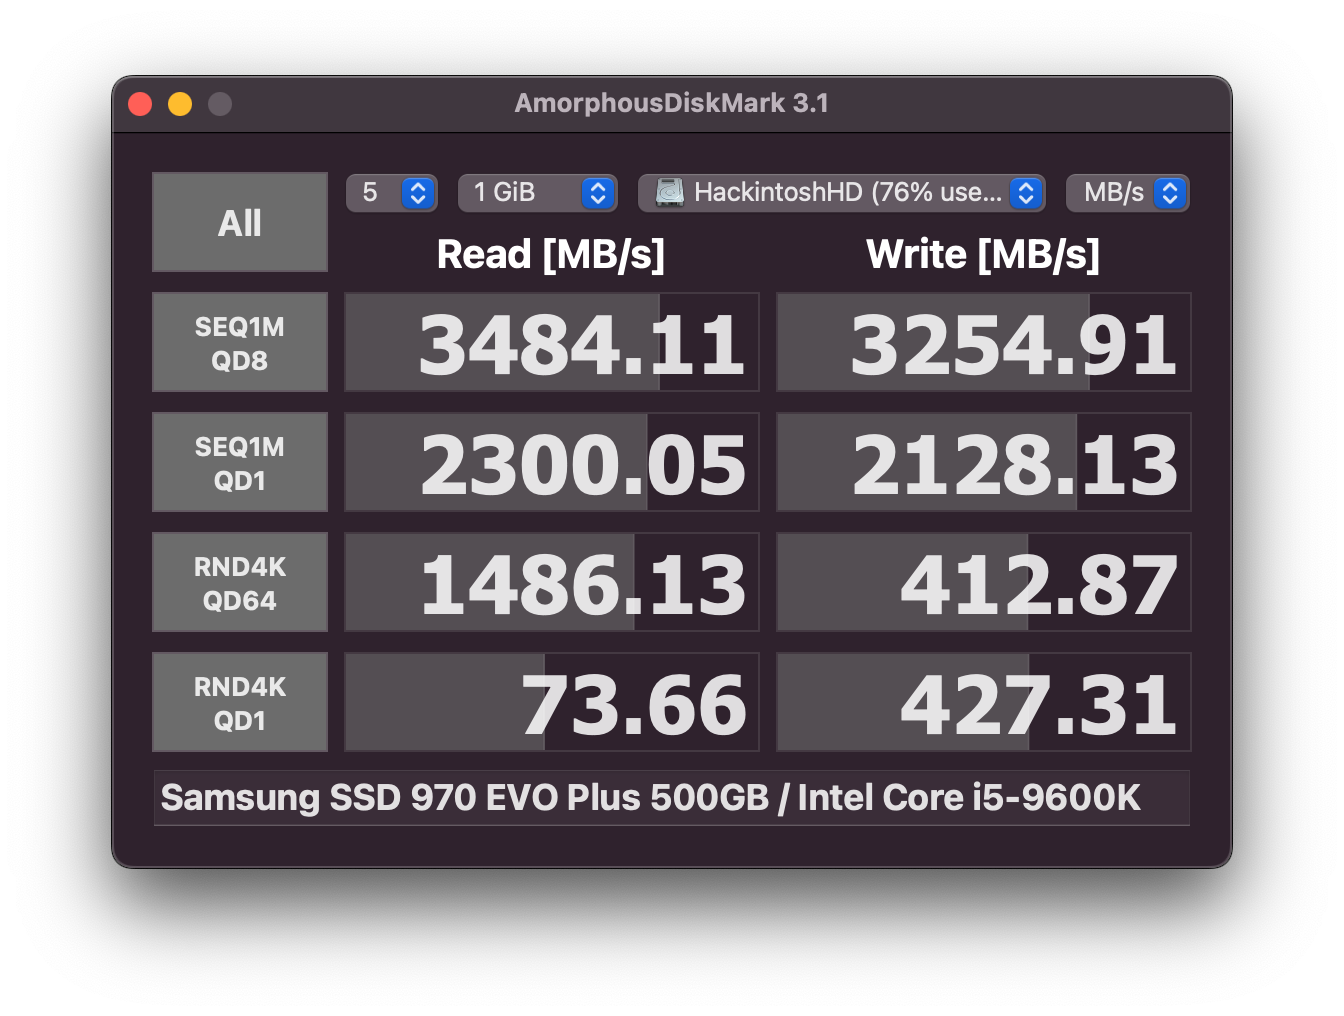 AmorphousDiskMark 3.1
All
5
1 GiB
HackintoshHD (76% use...
MB/s
Read [MB/s]
Write [MB/s]
SEQ1M
QD8
3484.11
3254.91
SEQ1M
QD1
2300.05
2128.13
RND4K
QD64
1486.13
412.87
RND4K
QD1
73.66
427.31
Samsung SSD 970 EVO Plus 500GB / Intel Core i5-9600K